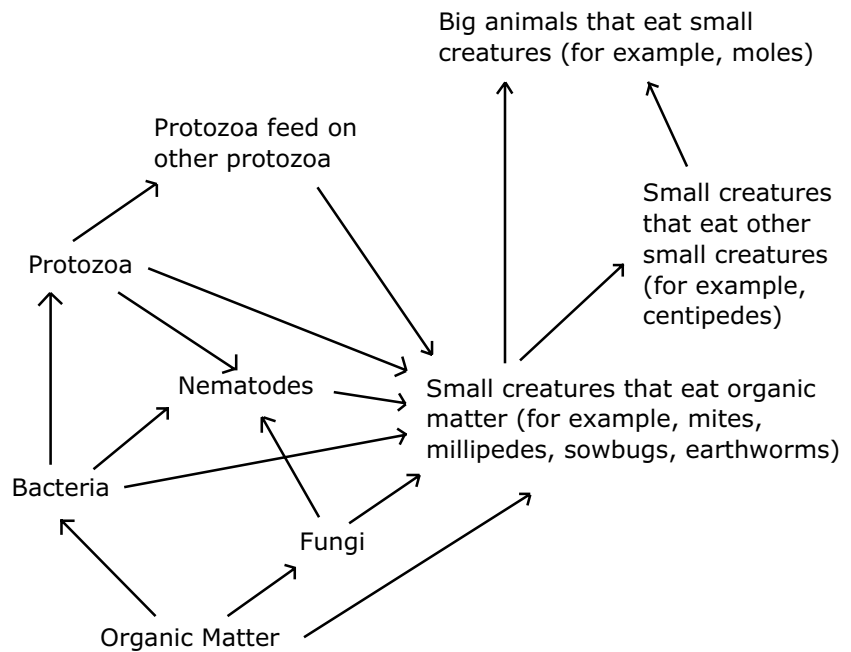 Big animals that eat small
creatures (for example, moles)
Protozoa feed on
other protozoa
Small creatures
that eat other
small creatures
(for example,
centipedes)
Protozoa
Nematodes
Small creatures that eat organic
matter (for example, mites,
millipedes, sowbugs, earthworms)
Bacteria
Fungi
Organic Matter